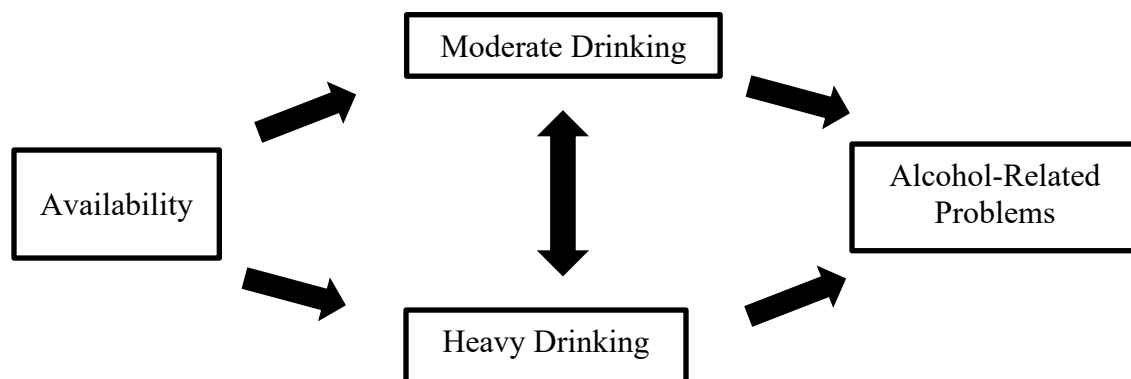 Moderate Drinking
Availability
Alcohol-Related
Problems
Heavy Drinking